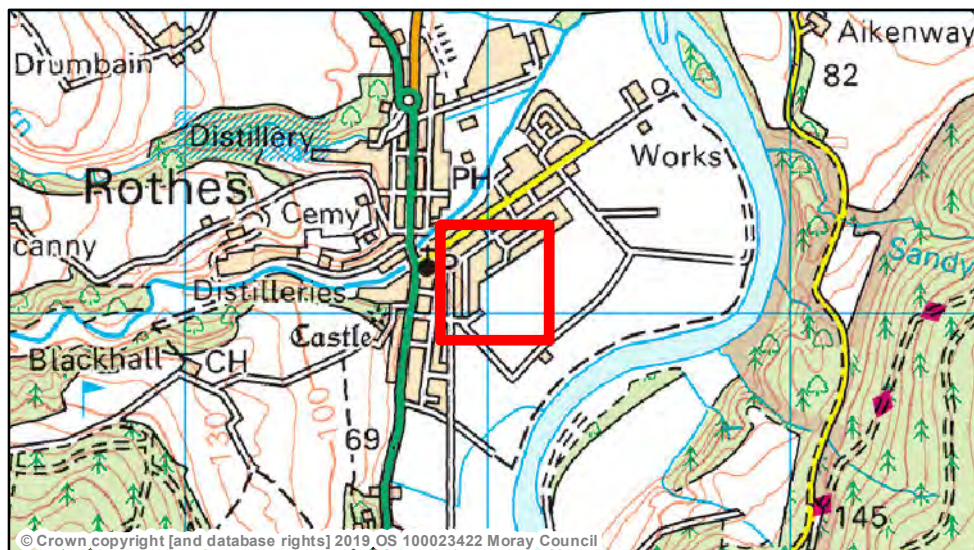 Drumbain
Aikenway
82
Distillery
Works
Rothes
PH
Cemy
canny
Sandy
Distilleries
Castle
Blackhall
CH
130
100
69
145
© Crown copyright [and database rights] 2019 OS 100023422 Moray Council